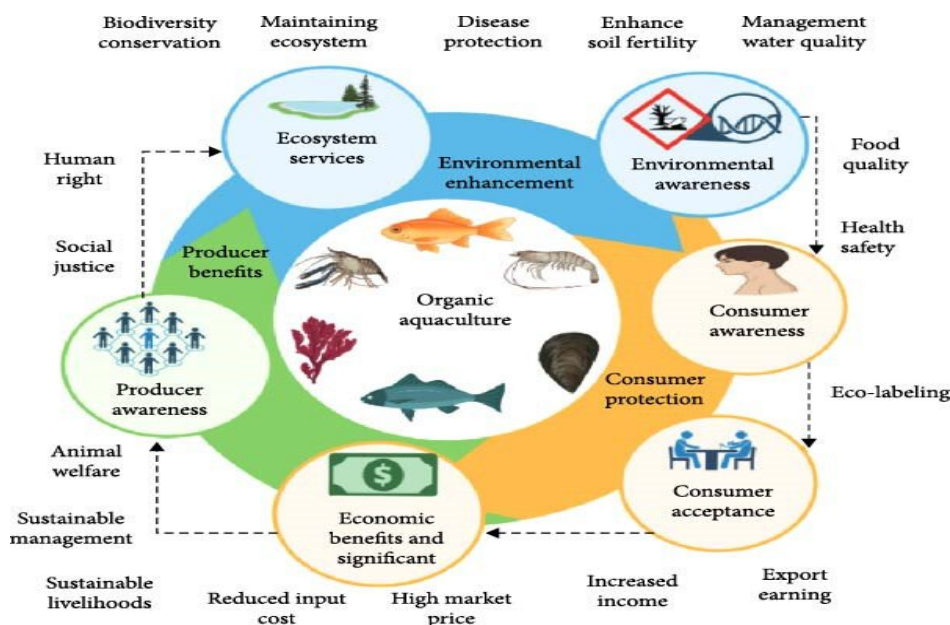 Biodiversity
conservation
Maintaining
ecosystem
Disease
protection
Enhance
soil fertility
Management
water quality
Ecosystem
services
Environmental
enhancement
Environmental
awareness
Food
quality
Human
right
Health
safety
Social
justice
Producer
benefits
Organic
aquaculture
Consumer
awareness
Producer
awareness
Consumer
protection
Eco-labeling
Animal
welfare
$
Economic
benefits and
significant
Consumer
acceptance
Sustainable
management
Sustainable
livelihoods
Reduced input
cost
High market
price
Increased
income
Export
earning